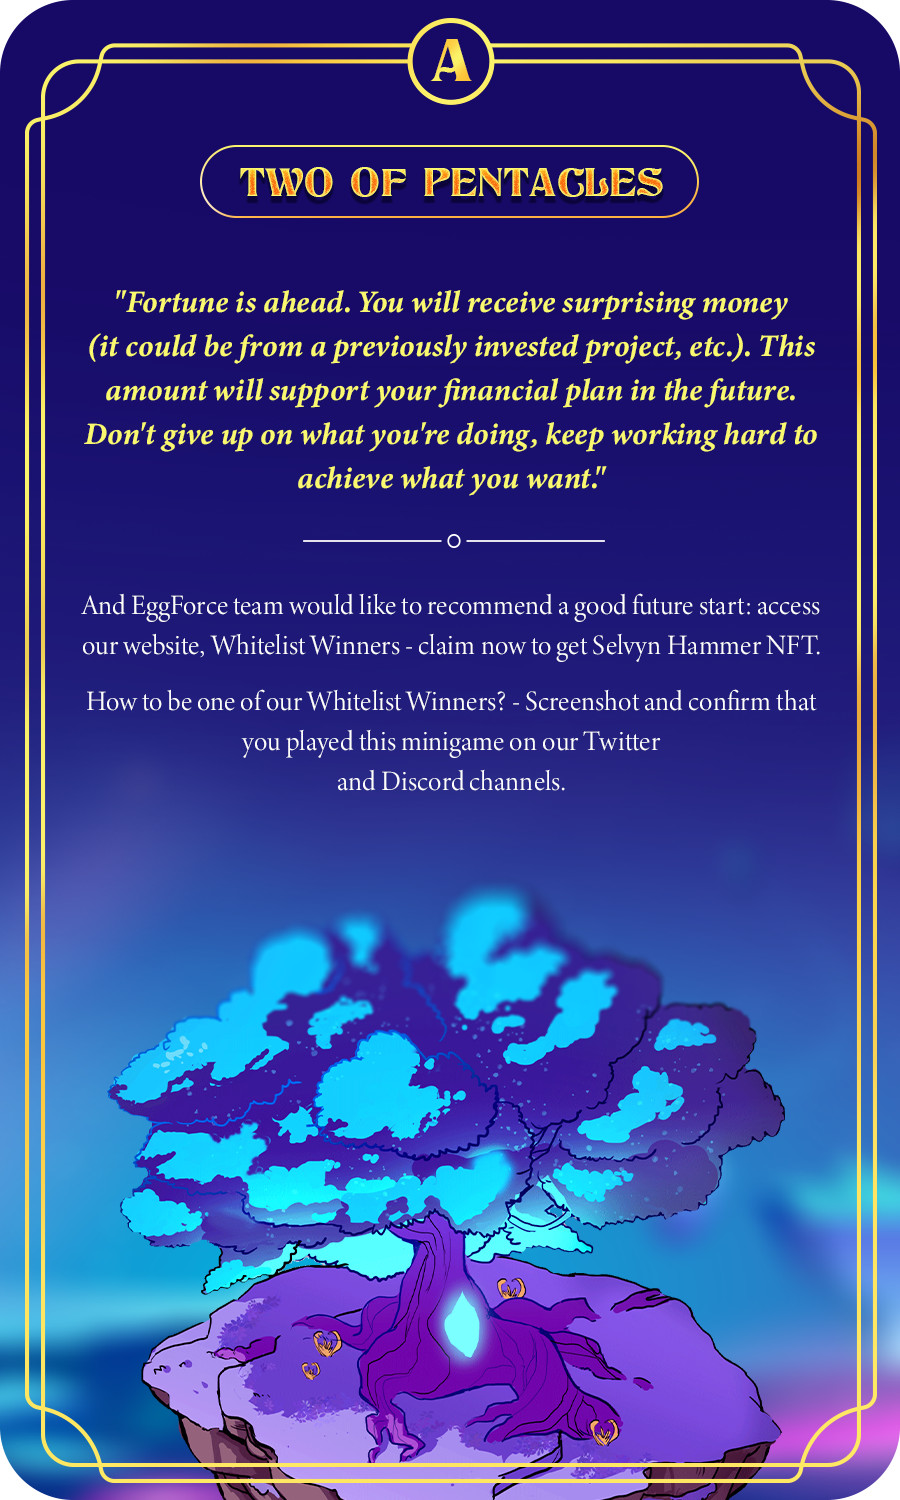 A
TWO OF PENTACLES
"Fortune is ahead. You will receive surprising money
(it could be from a previously invested project, etc.). This
amount will support your financial plan in the future.
Don't give up on what you're doing, keep working hard to
achieve what you want."
And EggForce team would like to recommend a good future start: access
our website, Whitelist Winners - claim now to get Selvyn Hammer NFT.
How to be one of our Whitelist Winners? - Screenshot and confirm that
you played this minigame on our Twitter
and Discord channels.